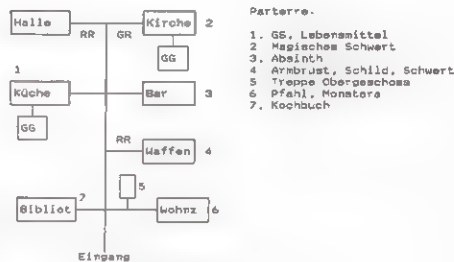 Halle
Kirche
2
RR
GR
GG
1
Küche
Bar
3
GG
RR
Waffen
4
5
7
Bibliot
Wohnz
6
Eingang
Parterre.
1. GS, Lebensmittel
2 Magisches Schwert
3. Absinth
4 Armbrust, Schild, Schwert
5 Treppe Obergeschoss
6 Pfahl, Monsters
7. Kochbuch